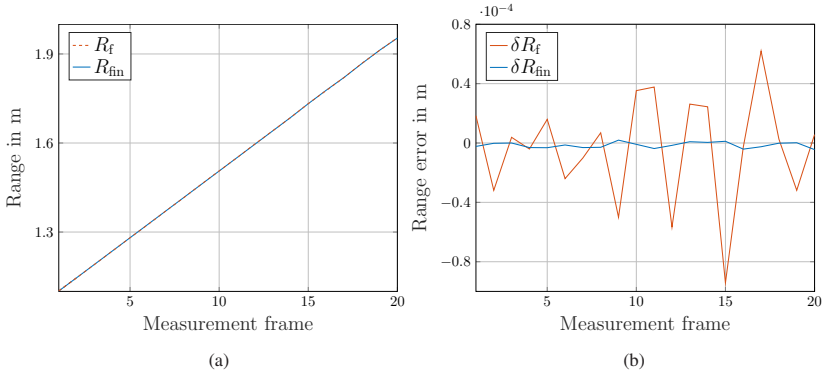 1.9
1.6
1.3
5
10
15
20
Range in m
Measurement frame
R_f
R_fin
(a)
·10^−4
0.8
0.4
0
−0.4
−0.8
5
10
15
20
Range error in m
Measurement frame
δR_f
δR_fin
(b)